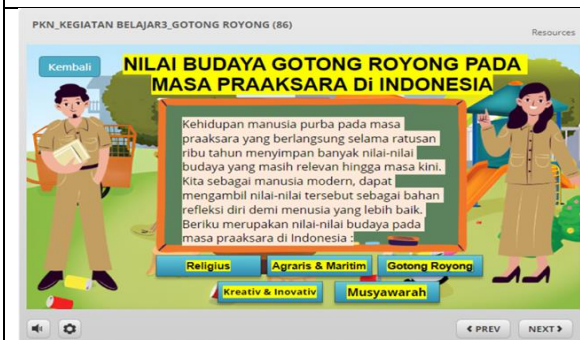 PKN_KEGIATAN BELAJAR3_GOTONG ROYONG (86)
Resources
Kembali
NILAI BUDAYA GOTONG ROYONG PADA
MASA PRAAKSARA Di INDONESIA
Kehidupan manusia purba pada masa
praaksara yang berlangsung selama ratusan
ribu tahun menyimpan banyak nilai-nilai
budaya yang masih relevan hingga masa kini.
Kita sebagai manusia modern, dapat
mengambil nilai-nilai tersebut sebagai bahan
refleksi diri demi menusia yang lebih baik.
Beriku merupakan nilai-nilai budaya pada
masa praaksara di Indonesia :
Religius
Agraris & Maritim
Gotong Royong
Kreativ & Inovativ
Musyawarah
PREV
NEXT